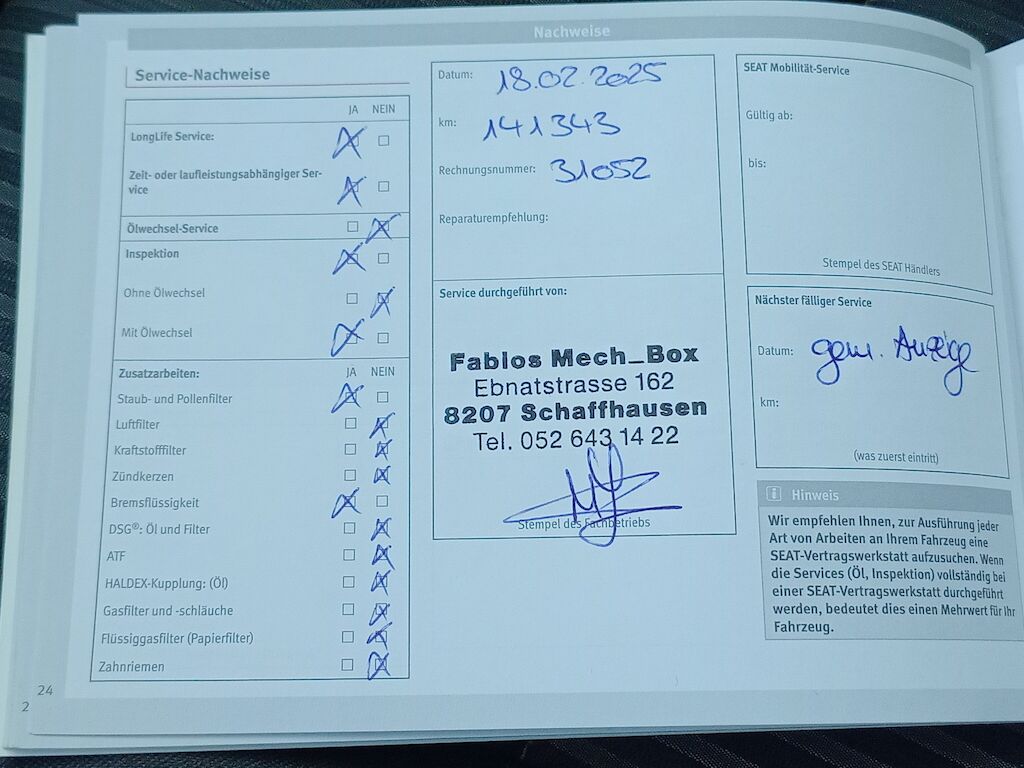 Nachweise
Service-Nachweise
JA NEIN
LongLife Service:
Zeit- oder laufleistungsabhängiger Ser-
vice
Ölwechsel-Service
Inspektion
Ohne Ölwechsel
Mit Ölwechsel
Zusatzarbeiten: JA NEIN
Staub- und Pollenfilter
Luftfilter
Kraftstofffilter
Zündkerzen
Bremsflüssigkeit
DSG®: Öl und Filter
ATF
HALDEX-Kupplung: (Öl)
Gasfilter und -schläuche
Flüssiggasfilter (Papierfilter)
Zahnriemen
Datum: 18.02.2025
km: 141343
Rechnungsnummer: 31052
Reparaturempfehlung:
Service durchgeführt von:
Fabios Mech_Box
Ebnatstrasse 162
8207 Schaffhausen
Tel. 052 643 14 22
Stempel des Fachbetriebs
SEAT Mobilität-Service
Gültig ab:
bis:
Stempel des SEAT Händlers
Nächster fälliger Service
Datum: gem. Anzeige
km:
(was zuerst eintritt)
i Hinweis
Wir empfehlen Ihnen, zur Ausführung jeder
Art von Arbeiten an Ihrem Fahrzeug eine
SEAT-Vertragswerkstatt aufzusuchen. Wenn
die Services (Öl, Inspektion) vollständig bei
einer SEAT-Vertragswerkstatt durchgeführt
werden, bedeutet dies einen Mehrwert für Ihr
Fahrzeug.
24
2